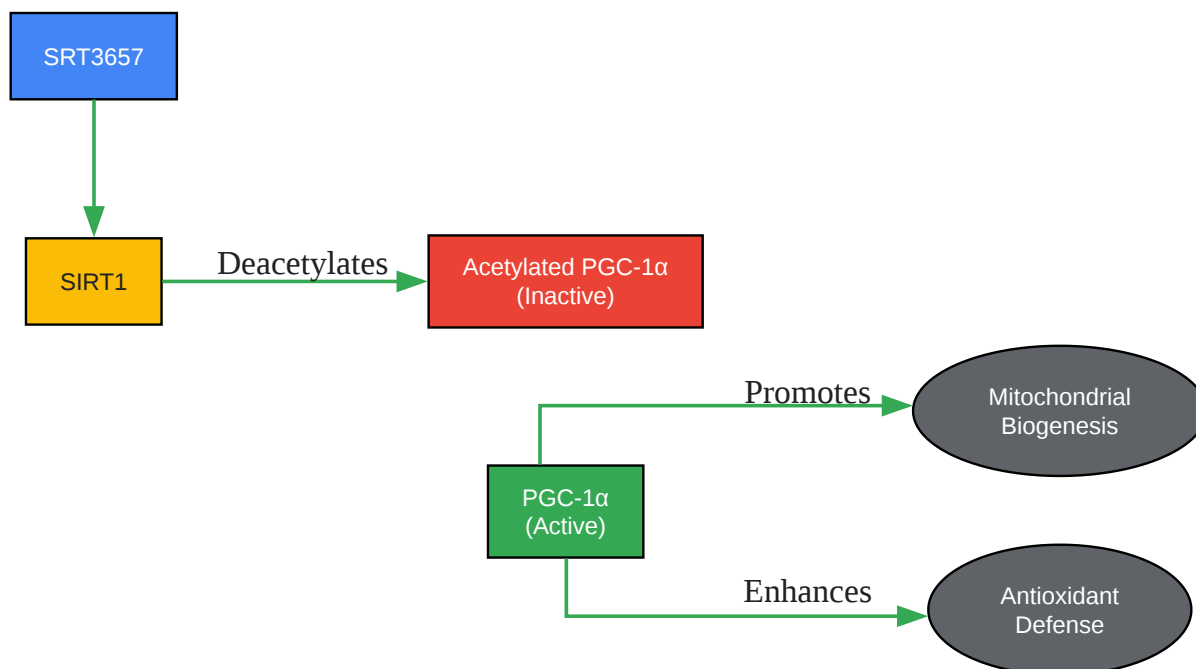 SRT3657
SIRT1
Deacetylates
Acetylated PGC-1α
(Inactive)
Promotes
Mitochondrial
Biogenesis
PGC-1α
(Active)
Enhances
Antioxidant
Defense